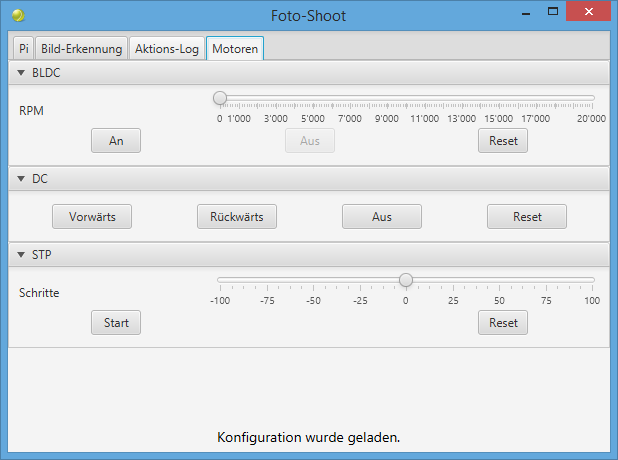 Foto-Shoot
Pi Bild-Erkennung Aktions-Log Motoren
BLDC
RPM
0 1'000 3'000 5'000 7'000 9'000 11'000 13'000 15'000 17'000 20'000
An Aus Reset
DC
Vorwärts Rückwärts Aus Reset
STP
Schritte
-100 -75 -50 -25 0 25 50 75 100
Start Reset
Konfiguration wurde geladen.